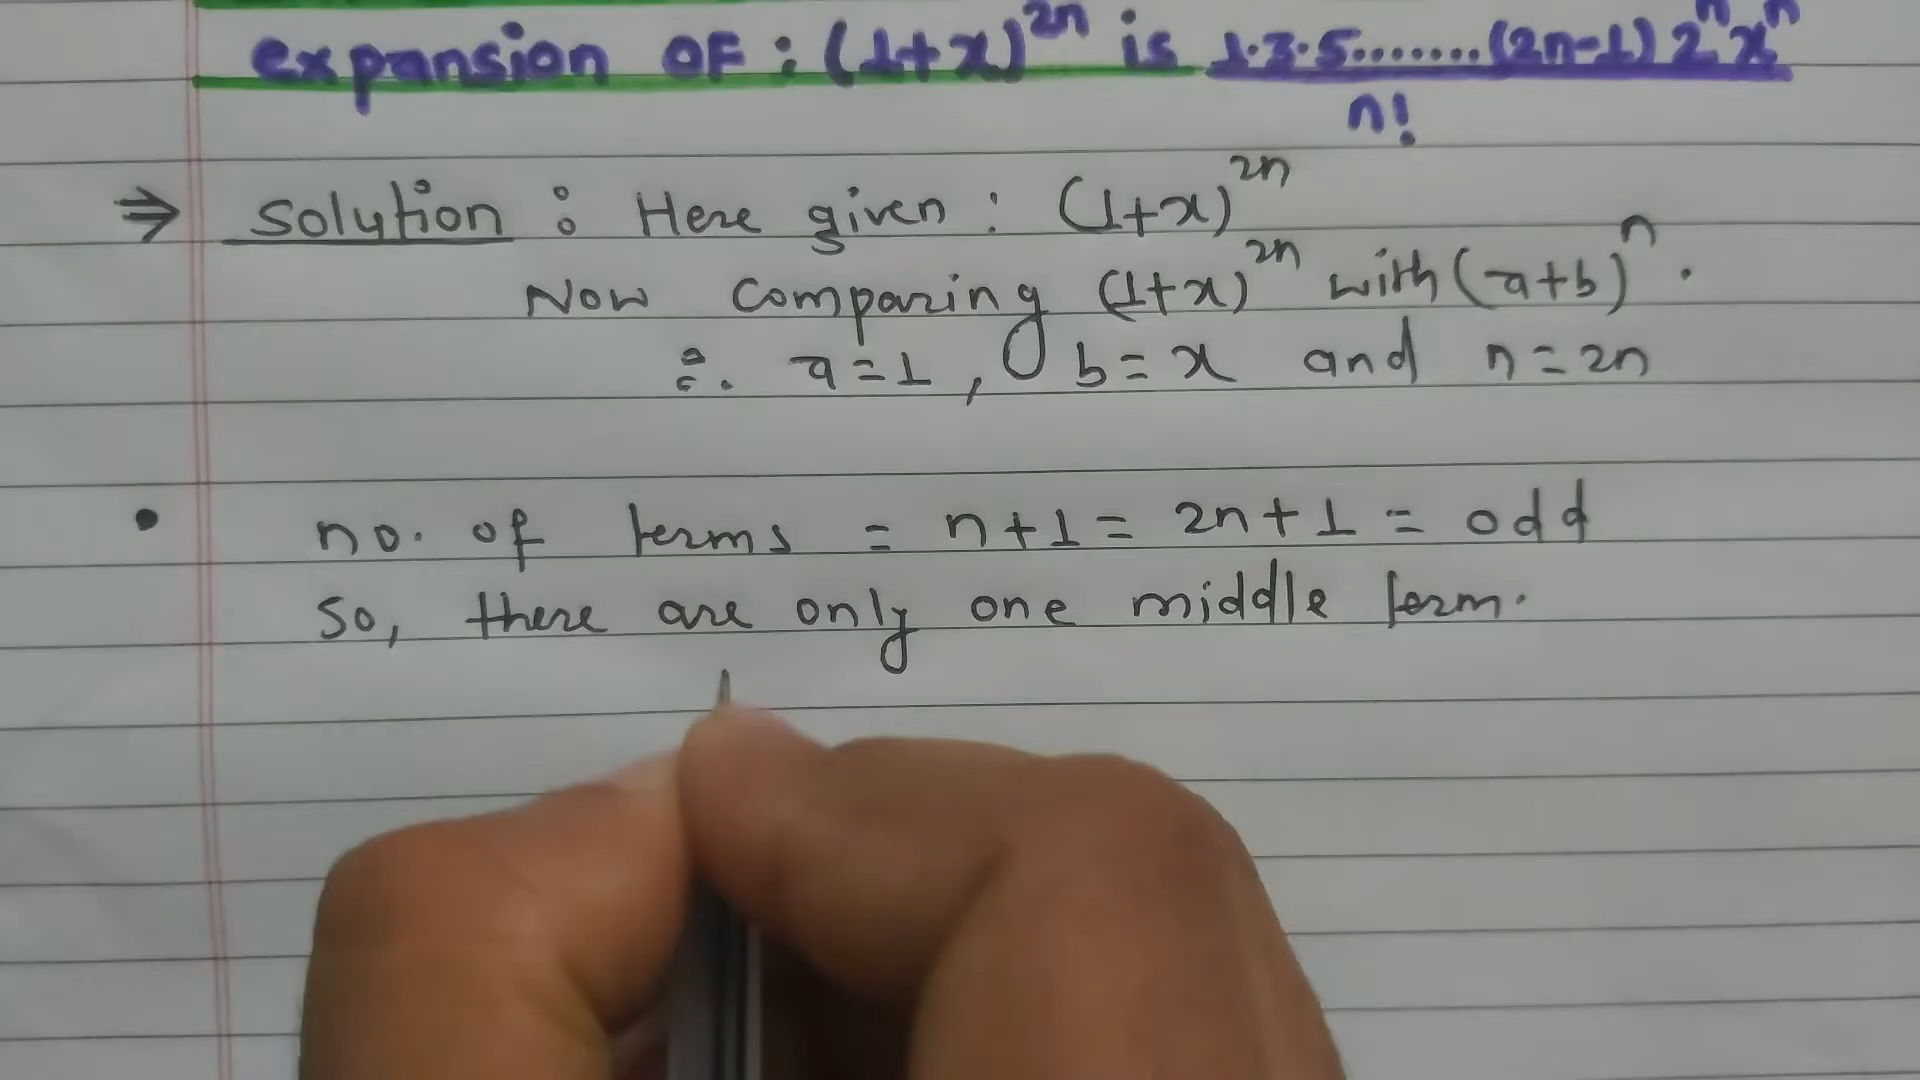 expansion OF : (1+x)^2n is 1·3·5.......(2n-1) 2^n x^n
n!
⇒ Solution : Here given : (1+x)^2n
Now comparing (1+x)^2n with (a+b)^n .
∴ a=1, b=x and n=2n
• no. of terms = n+1 = 2n+1 = odd
So, there are only one middle term.